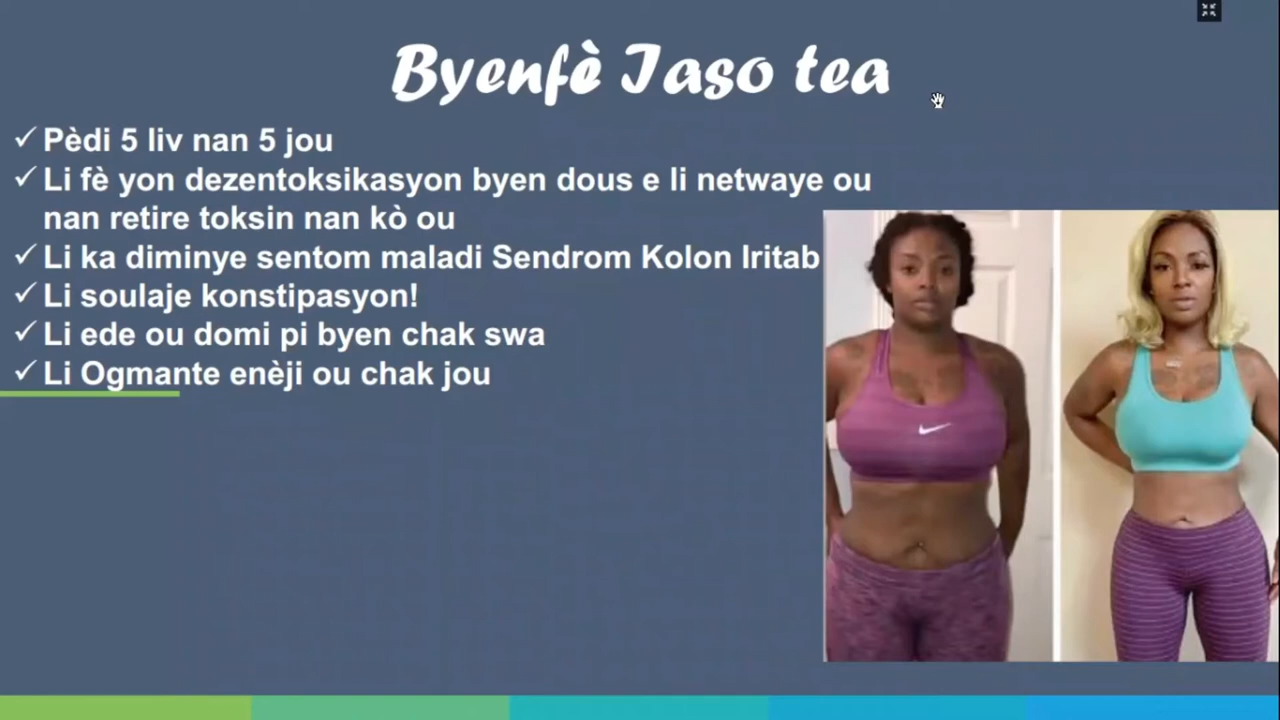 Byenfè Iaso tea
✓ Pèdi 5 liv nan 5 jou
✓ Li fè yon dezentoksikasyon byen dous e li netwaye ou
nan retire toksin nan kò ou
✓ Li ka diminye sentom maladi Sendrom Kolon Iritab
✓ Li soulaje konstipasyon!
✓ Li ede ou domi pi byen chak swa
✓ Li Ogmante enèji ou chak jou